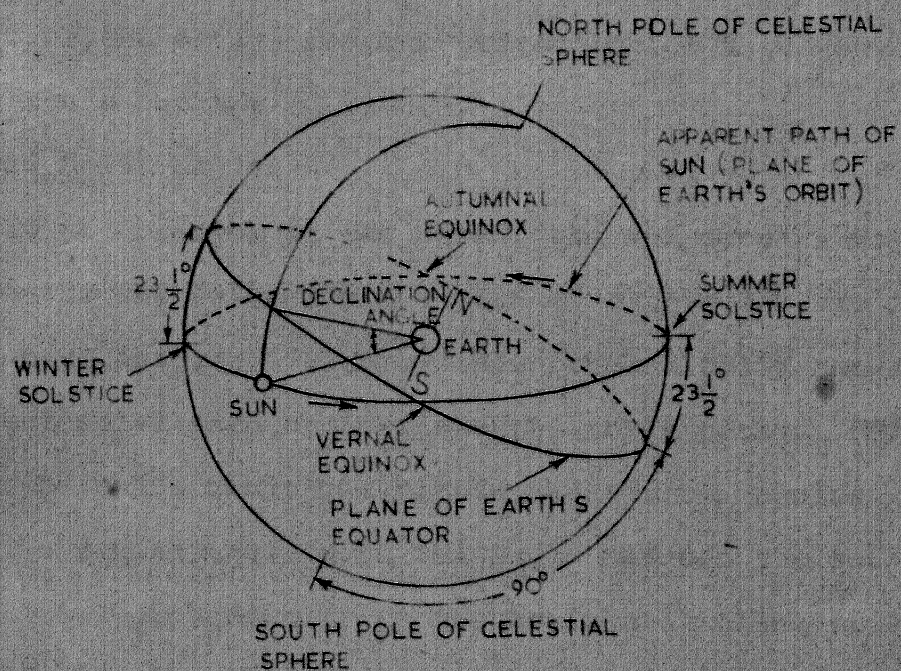 NORTH POLE OF CELESTIAL
SPHERE
APPARENT PATH OF
SUN (PLANE OF
EARTH'S ORBIT)
AUTUMNAL
EQUINOX
23 1/2°
DECLINATION
ANGLE
N
SUMMER
SOLSTICE
EARTH
WINTER
SOLSTICE
S
23 1/2°
SUN
VERNAL
EQUINOX
PLANE OF EARTH S
EQUATOR
90°
SOUTH POLE OF CELESTIAL
SPHERE